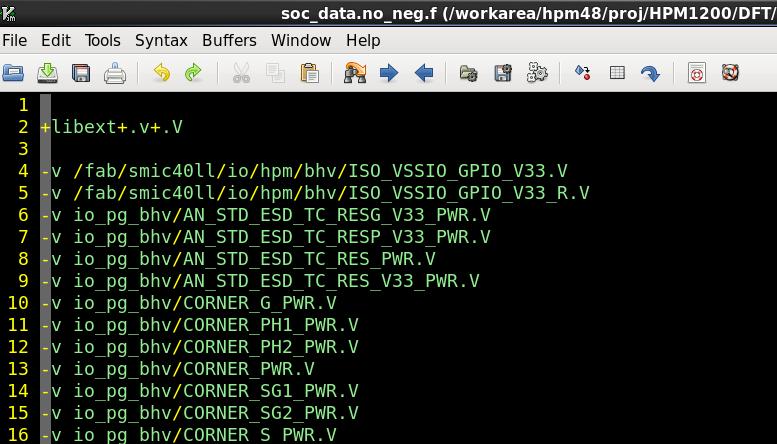 soc_data.no_neg.f (/workarea/hpm48/proj/HPM1200/DFT/
File Edit Tools Syntax Buffers Window Help
1
2 +libext+.v+.V
3
4 -v /fab/smic40ll/io/hpm/bhv/ISO_VSSIO_GPIO_V33.V
5 -v /fab/smic40ll/io/hpm/bhv/ISO_VSSIO_GPIO_V33_R.V
6 -v io_pg_bhv/AN_STD_ESD_TC_RESG_V33_PWR.V
7 -v io_pg_bhv/AN_STD_ESD_TC_RESP_V33_PWR.V
8 -v io_pg_bhv/AN_STD_ESD_TC_RES_PWR.V
9 -v io_pg_bhv/AN_STD_ESD_TC_RES_V33_PWR.V
10 -v io_pg_bhv/CORNER_G_PWR.V
11 -v io_pg_bhv/CORNER_PH1_PWR.V
12 -v io_pg_bhv/CORNER_PH2_PWR.V
13 -v io_pg_bhv/CORNER_PWR.V
14 -v io_pg_bhv/CORNER_SG1_PWR.V
15 -v io_pg_bhv/CORNER_SG2_PWR.V
16 -v io_pg_bhv/CORNER_S_PWR.V